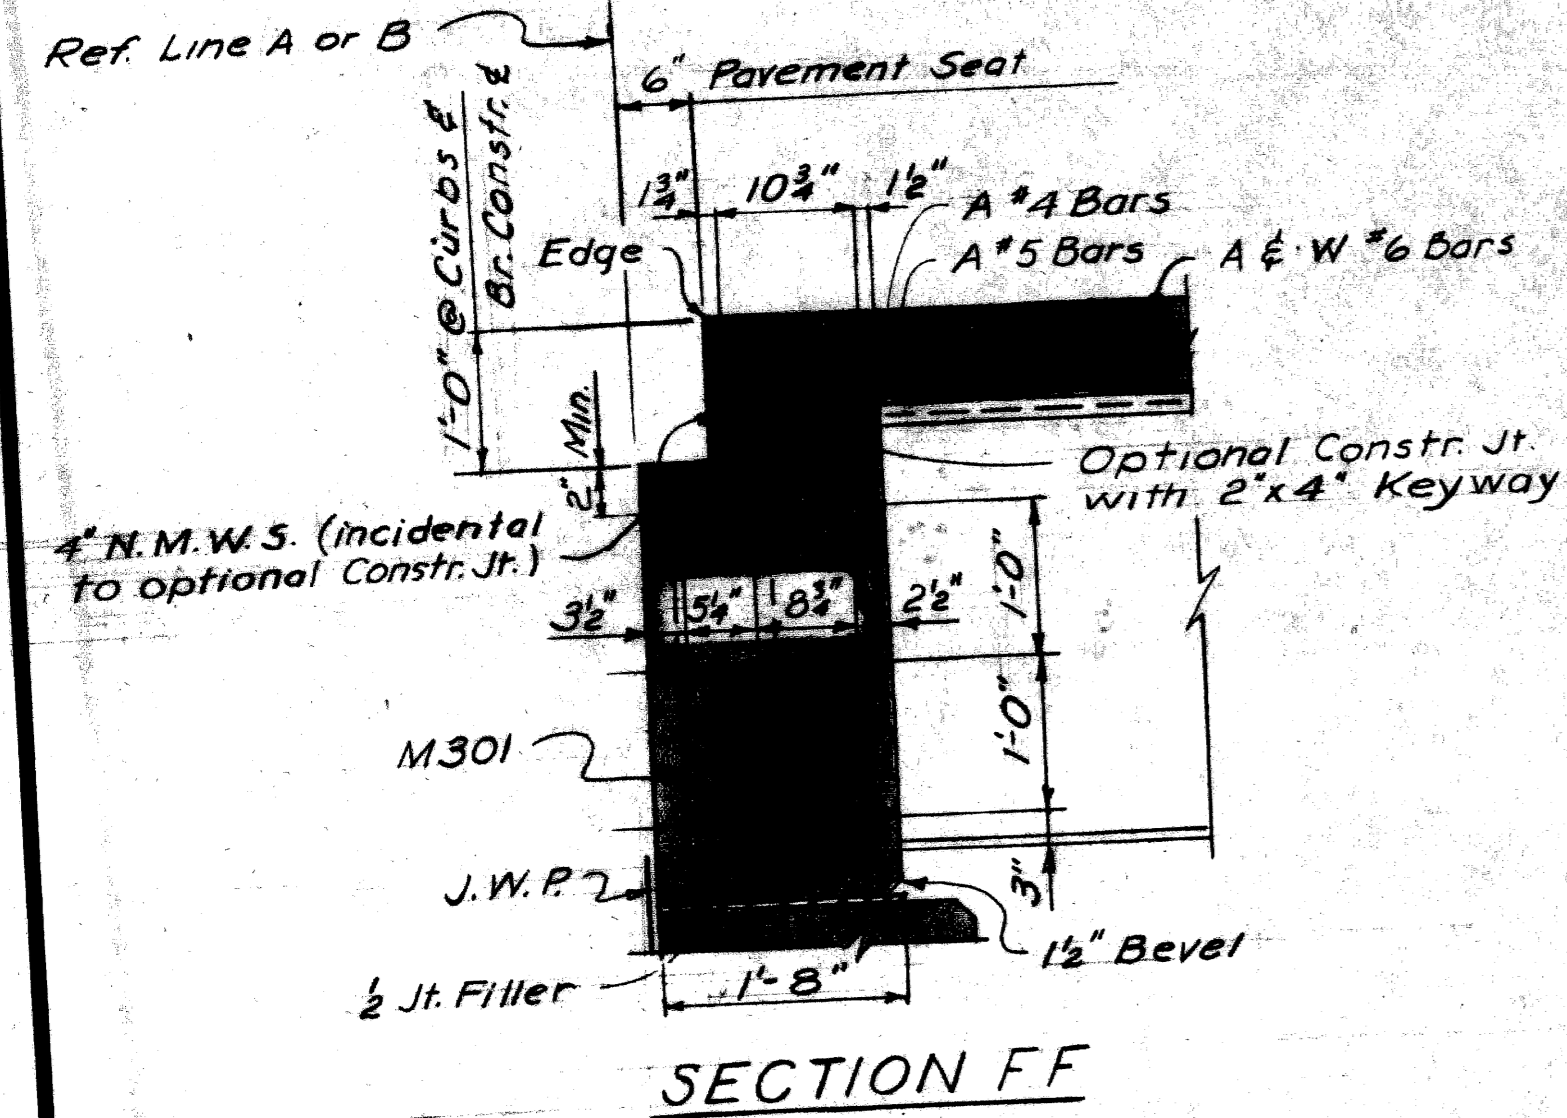 Ref. Line A or B
6" Pavement Seat
1'-0" @ Curbs &
Br. Constr. ℄
1¾"
10¾"
1½"
A #4 Bars
A #5 Bars
A & W #6 Bars
Edge
2" Min.
Optional Constr. Jt.
with 2"x4" Keyway
4" N.M.W.S. (incidental
to optional Constr. Jt.)
3½"
5¼"
8¾"
2½"
1'-0"
1'-0"
M301
J.W.P.
3"
1½" Bevel
½ Jt. Filler
1'-8"
SECTION FF